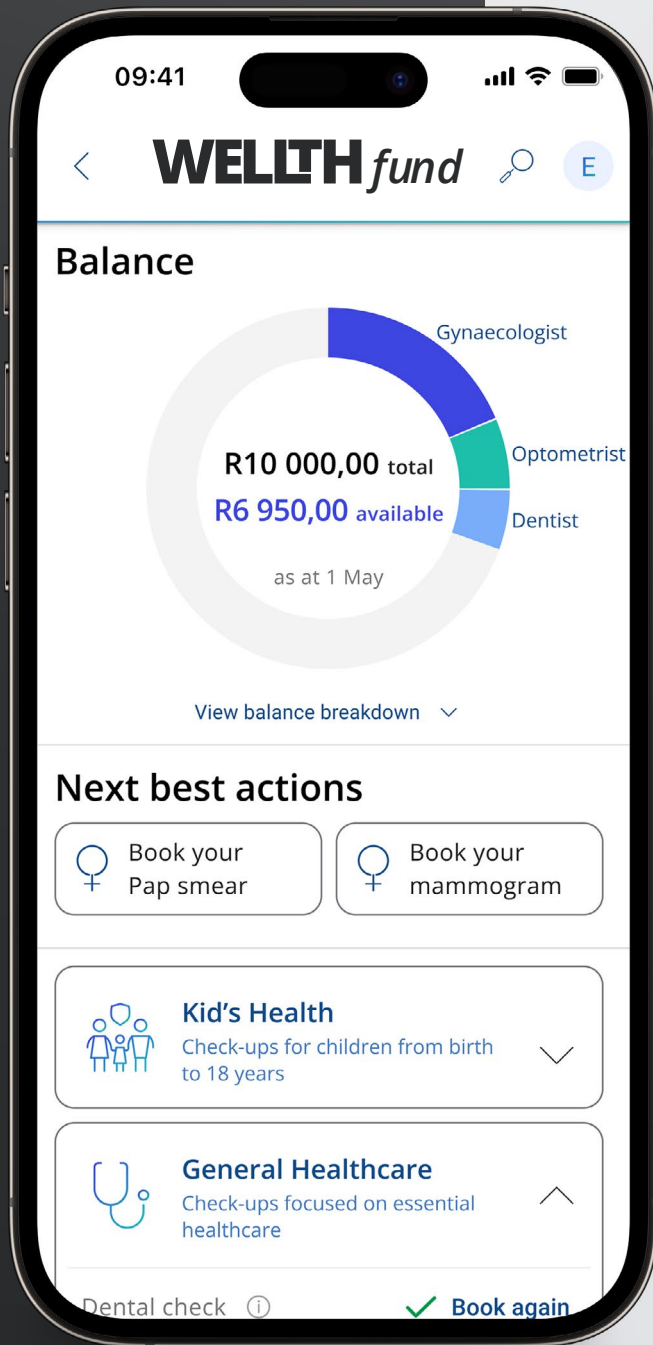 09:41
WELLTH fund
E
Balance
Gynaecologist
R10 000,00 total
Optometrist
R6 950,00 available
Dentist
as at 1 May
View balance breakdown
Next best actions
Book your
Pap smear
Book your
mammogram
Kid's Health
Check-ups for children from birth
to 18 years
General Healthcare
Check-ups focused on essential
healthcare
Dental check
Book again